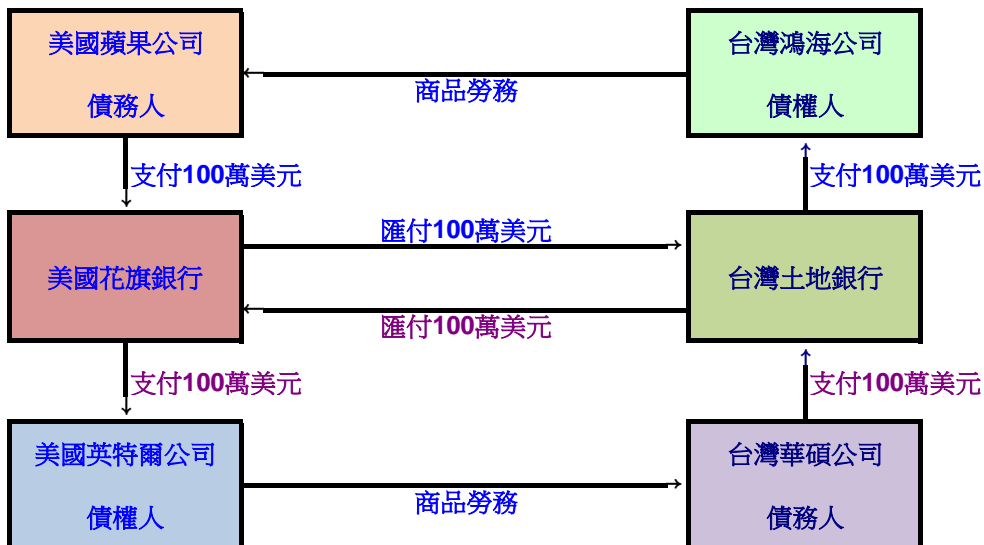 美國蘋果公司
債務人
商品勞務
台灣鴻海公司
債權人
支付100萬美元
支付100萬美元
美國花旗銀行
匯付100萬美元
匯付100萬美元
台灣土地銀行
支付100萬美元
支付100萬美元
美國英特爾公司
債權人
商品勞務
台灣華碩公司
債務人